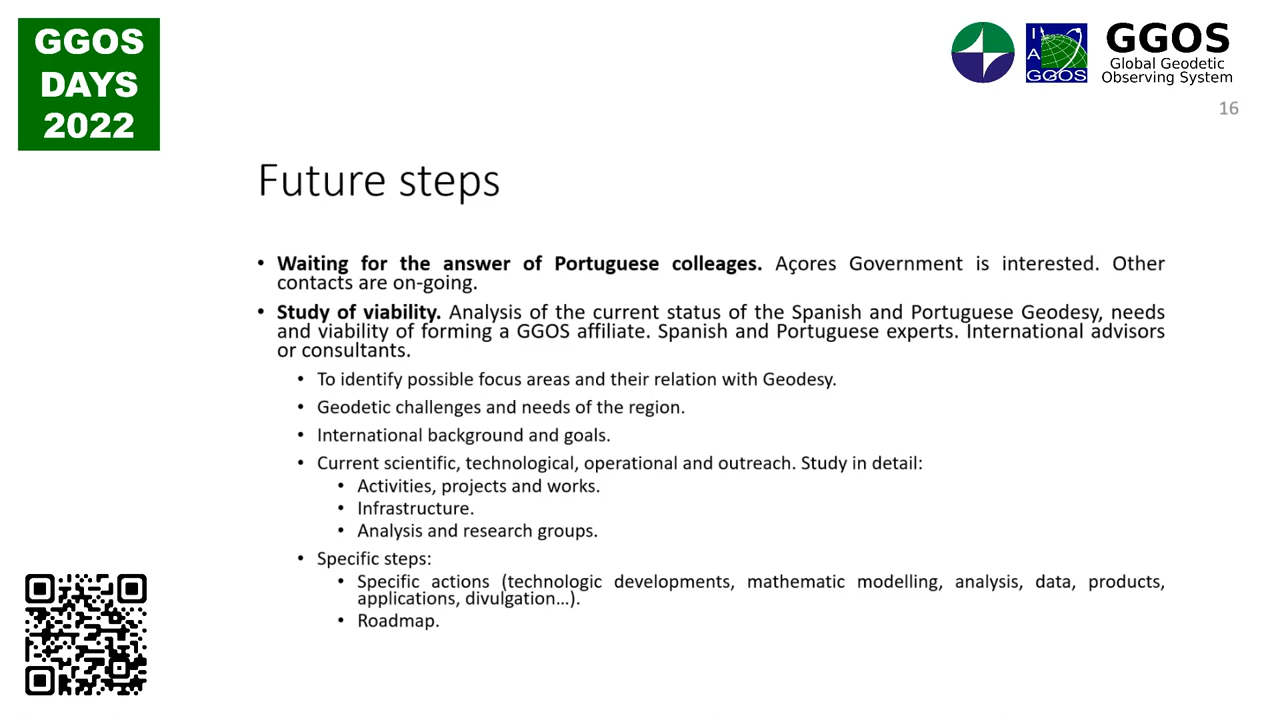 GGOS
DAYS
2022
I
A
GGOS
GGOS
Global Geodetic
Observing System
16
Future steps
• Waiting for the answer of Portuguese colleages. Açores Government is interested. Other
contacts are on-going.
• Study of viability. Analysis of the current status of the Spanish and Portuguese Geodesy, needs
and viability of forming a GGOS affiliate. Spanish and Portuguese experts. International advisors
or consultants.
• To identify possible focus areas and their relation with Geodesy.
• Geodetic challenges and needs of the region.
• International background and goals.
• Current scientific, technological, operational and outreach. Study in detail:
• Activities, projects and works.
• Infrastructure.
• Analysis and research groups.
• Specific steps:
• Specific actions (technologic developments, mathematic modelling, analysis, data, products,
applications, divulgation...).
• Roadmap.